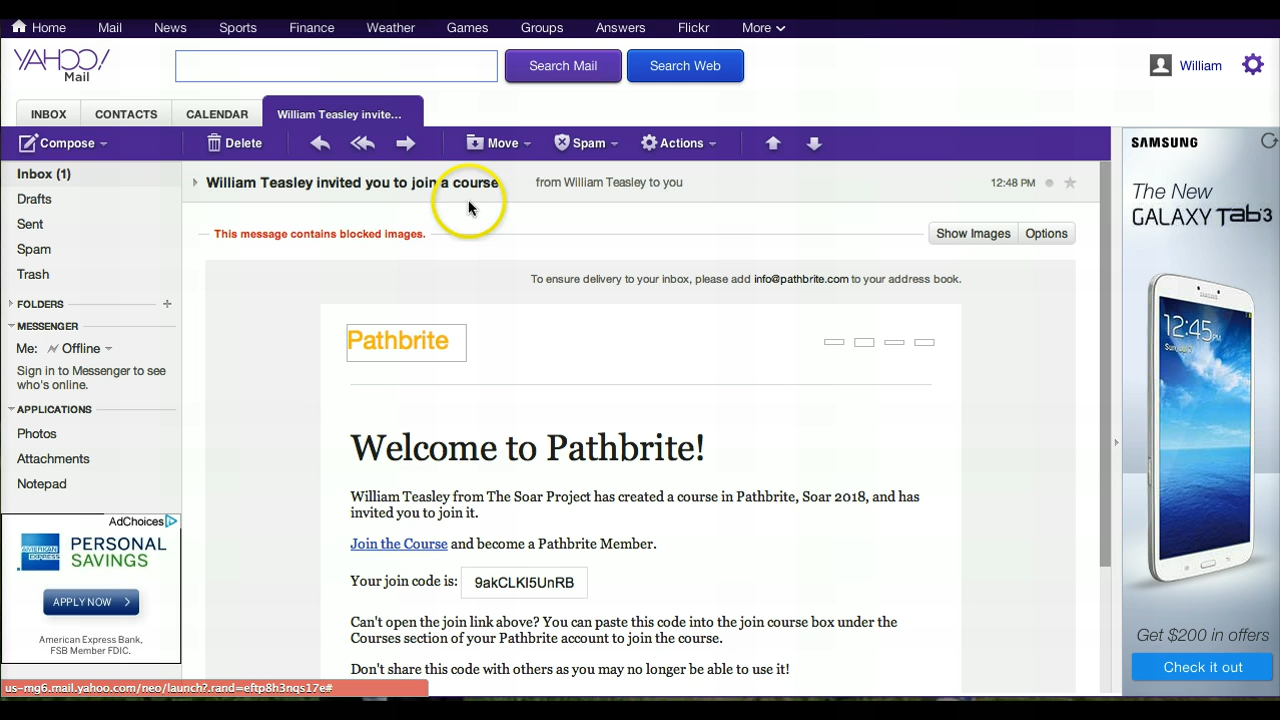 Home Mail News Sports Finance Weather Games Groups Answers Flickr More
YAHOO! Mail
Search Mail
Search Web
William
INBOX CONTACTS CALENDAR William Teasley invite...
Compose Delete Move Spam Actions
Inbox (1)
Drafts
Sent
Spam
Trash
FOLDERS +
MESSENGER
Me: Offline
Sign in to Messenger to see
who's online.
APPLICATIONS
Photos
Attachments
Notepad
AdChoices
AMERICAN EXPRESS
PERSONAL
SAVINGS
APPLY NOW >
American Express Bank,
FSB Member FDIC.
William Teasley invited you to join a course from William Teasley to you 12:48 PM
This message contains blocked images. Show Images Options
To ensure delivery to your inbox, please add info@pathbrite.com to your address book.
Pathbrite
Welcome to Pathbrite!
William Teasley from The Soar Project has created a course in Pathbrite, Soar 2018, and has
invited you to join it.
Join the Course and become a Pathbrite Member.
Your join code is: 9akCLKI5UnRB
Can't open the join link above? You can paste this code into the join course box under the
Courses section of your Pathbrite account to join the course.
Don't share this code with others as you may no longer be able to use it!
SAMSUNG
The New
GALAXY Tab 3
12:45
Get $200 in offers
Check it out
us-mg6.mail.yahoo.com/neo/launch?.rand=eftp8h3nqs17e#